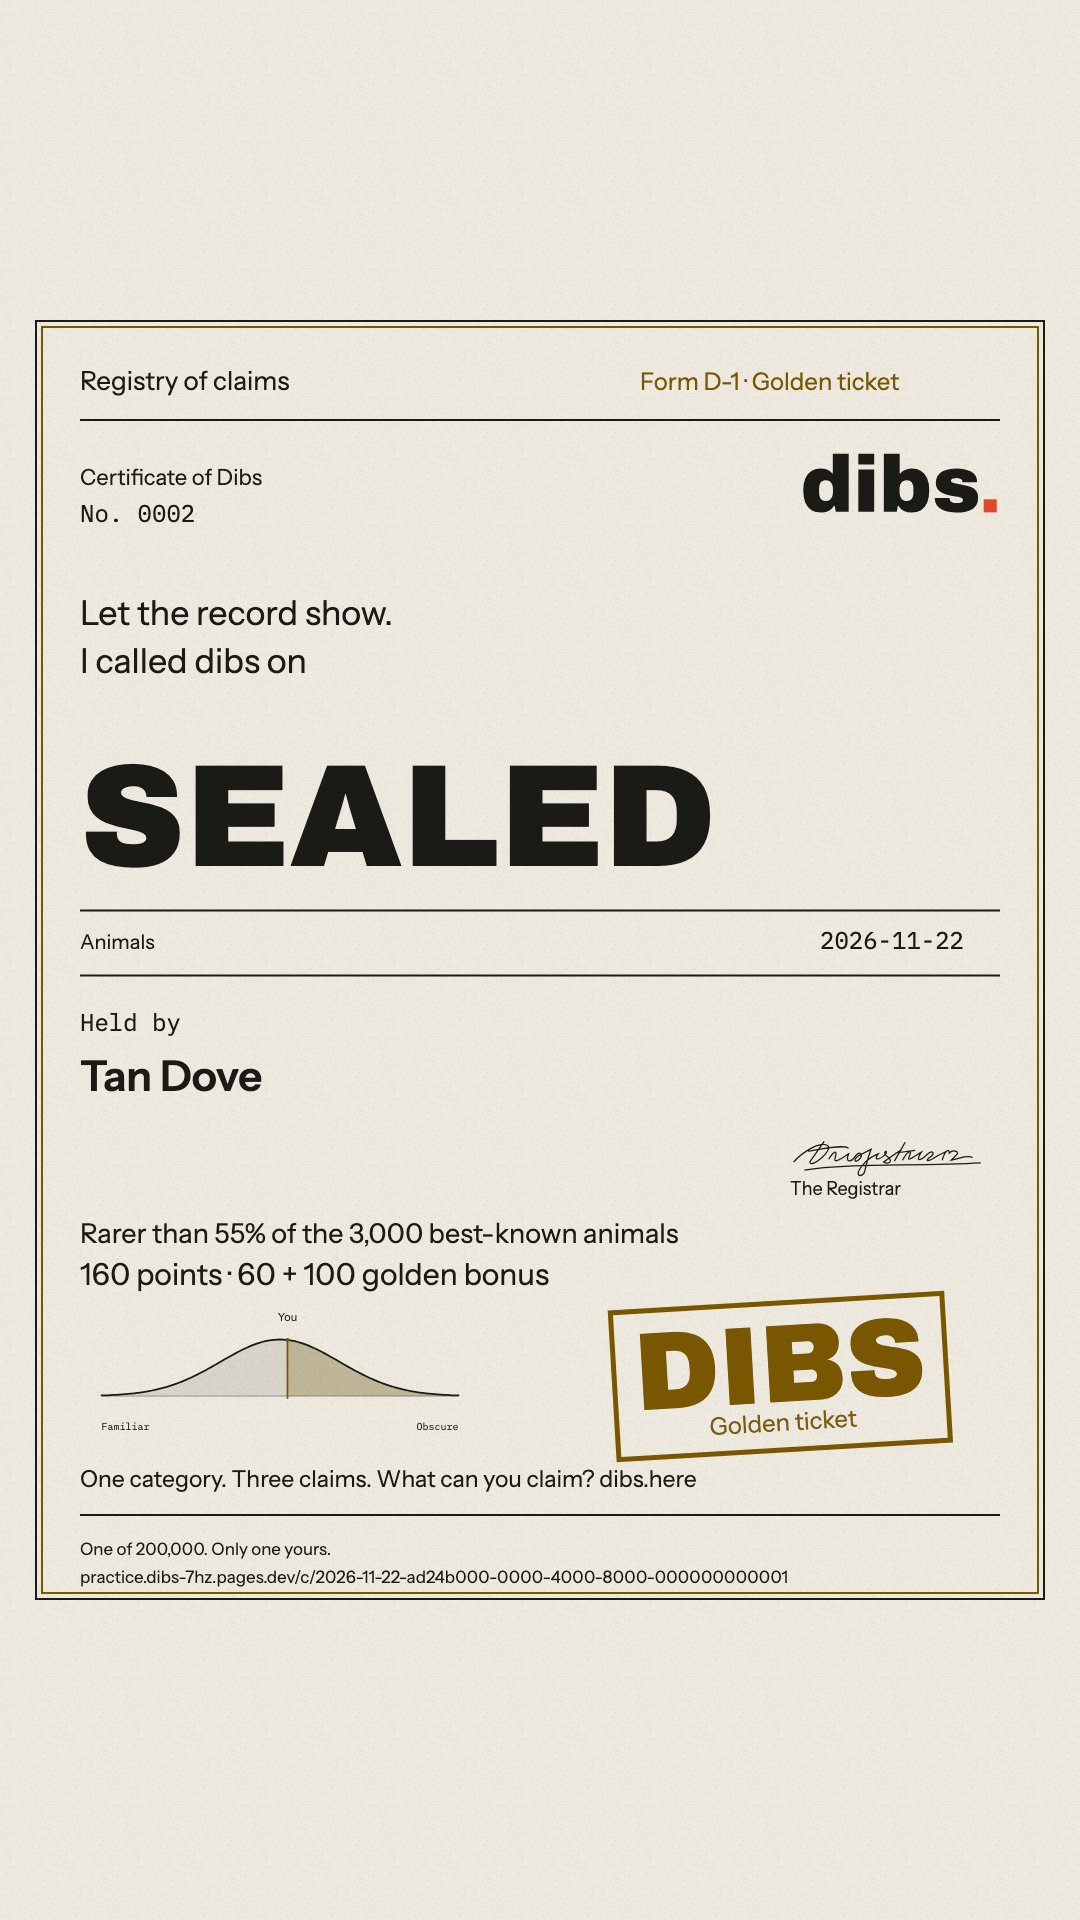 Registry of claims
Form D-1 · Golden ticket
Certificate of Dibs
No. 0002
dibs.
Let the record show.
I called dibs on
SEALED
Animals
2026-11-22
Held by
Tan Dove
The Registrar
Rarer than 55% of the 3,000 best-known animals
160 points · 60 + 100 golden bonus
You
Familiar
Obscure
DIBS
Golden ticket
One category. Three claims. What can you claim? dibs.here
One of 200,000. Only one yours.
practice.dibs-7hz.pages.dev/c/2026-11-22-ad24b000-0000-4000-8000-000000000001